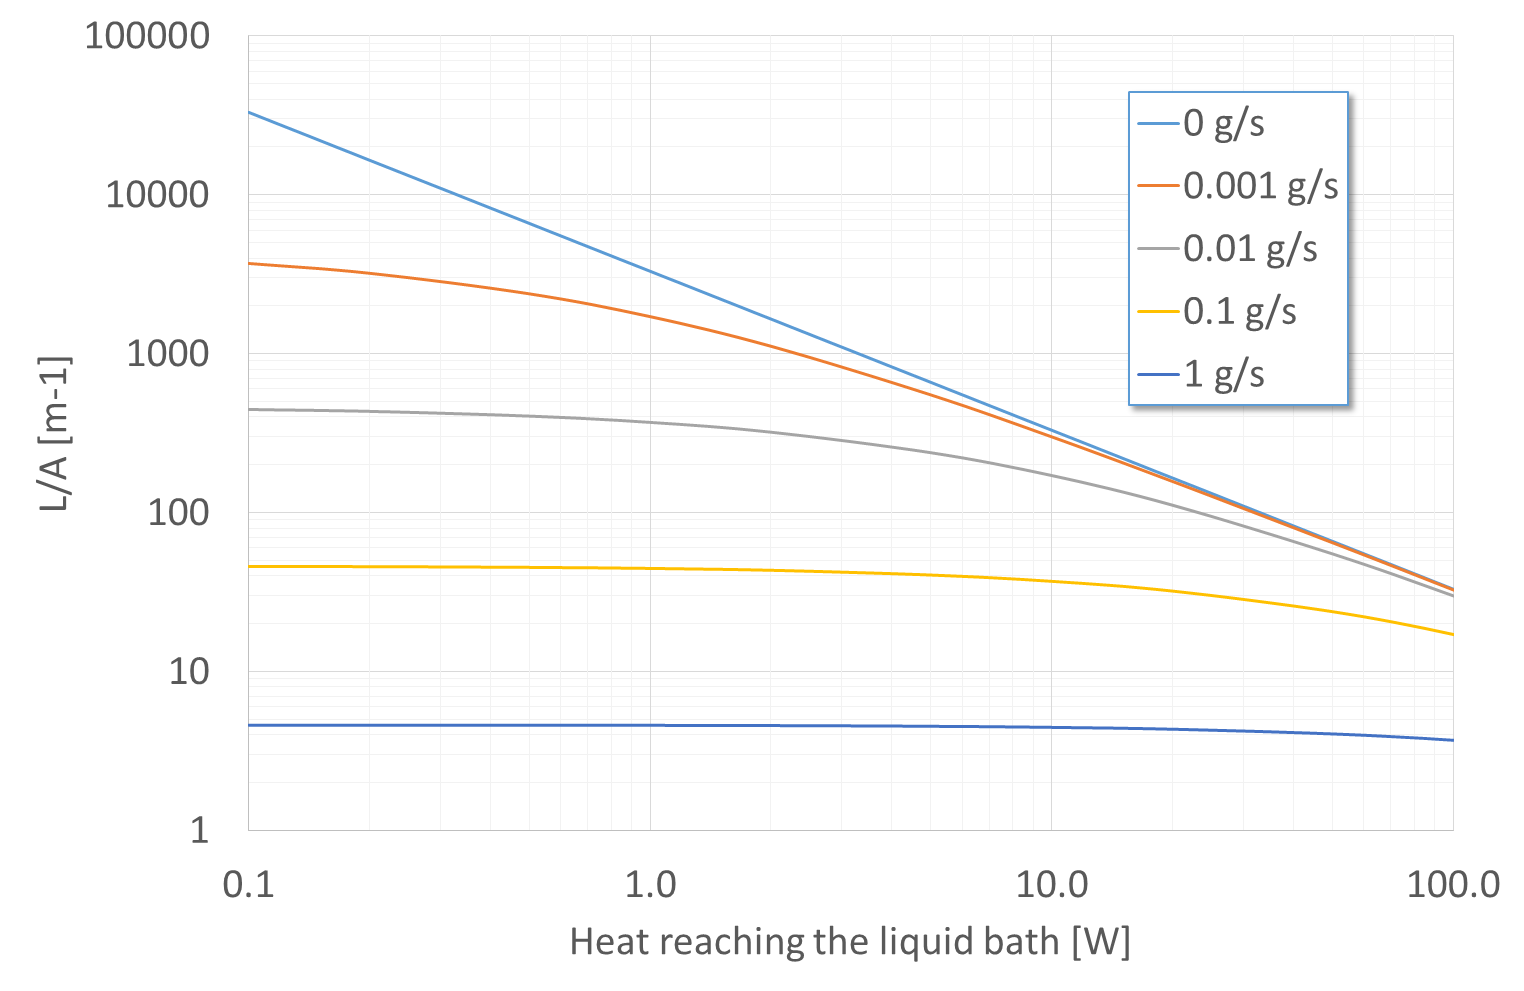 100000
10000
1000
100
10
1
L/A [m-1]
0.1
1.0
10.0
100.0
Heat reaching the liquid bath [W]
0 g/s
0.001 g/s
0.01 g/s
0.1 g/s
1 g/s